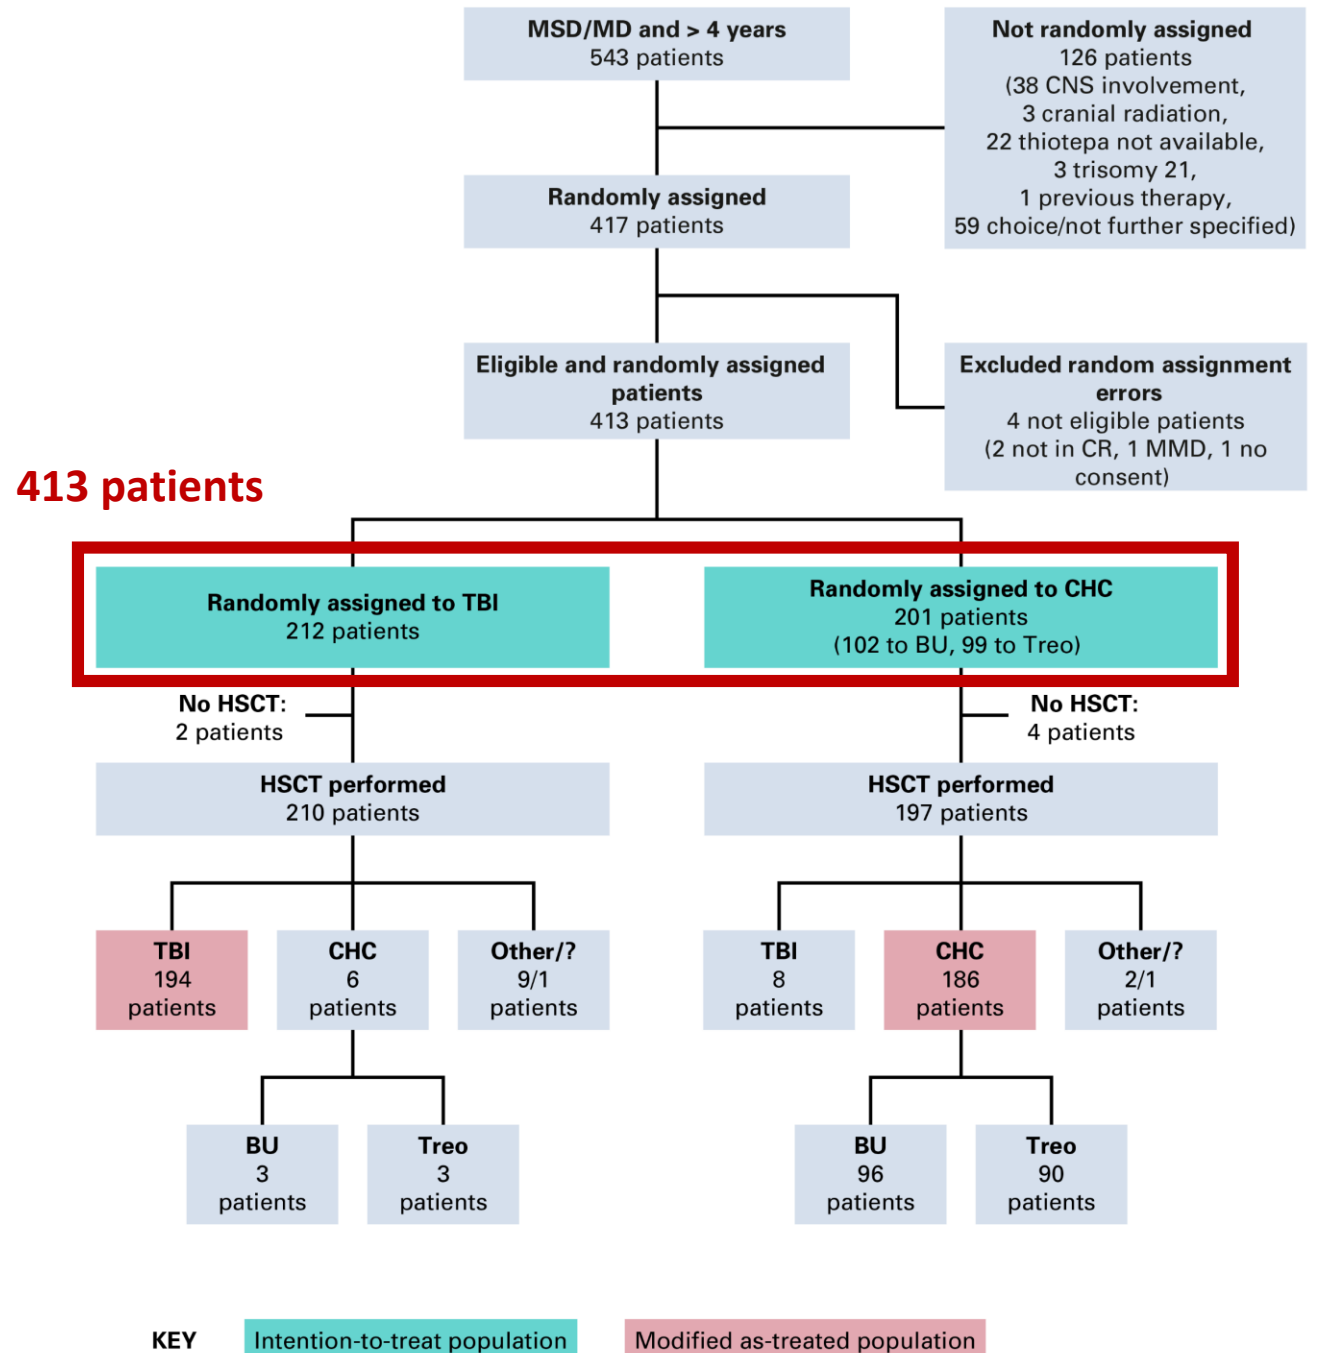 MSD/MD and > 4 years
543 patients
Not randomly assigned
126 patients
(38 CNS involvement,
3 cranial radiation,
22 thiotepa not available,
3 trisomy 21,
1 previous therapy,
59 choice/not further specified)
Randomly assigned
417 patients
Eligible and randomly assigned
patients
413 patients
Excluded random assignment
errors
4 not eligible patients
(2 not in CR, 1 MMD, 1 no
consent)
413 patients
Randomly assigned to TBI
212 patients
Randomly assigned to CHC
201 patients
(102 to BU, 99 to Treo)
No HSCT:
2 patients
No HSCT:
4 patients
HSCT performed
210 patients
HSCT performed
197 patients
TBI
194
patients
CHC
6
patients
Other/?
9/1
patients
TBI
8
patients
CHC
186
patients
Other/?
2/1
patients
BU
3
patients
Treo
3
patients
BU
96
patients
Treo
90
patients
KEY
Intention-to-treat population
Modified as-treated population